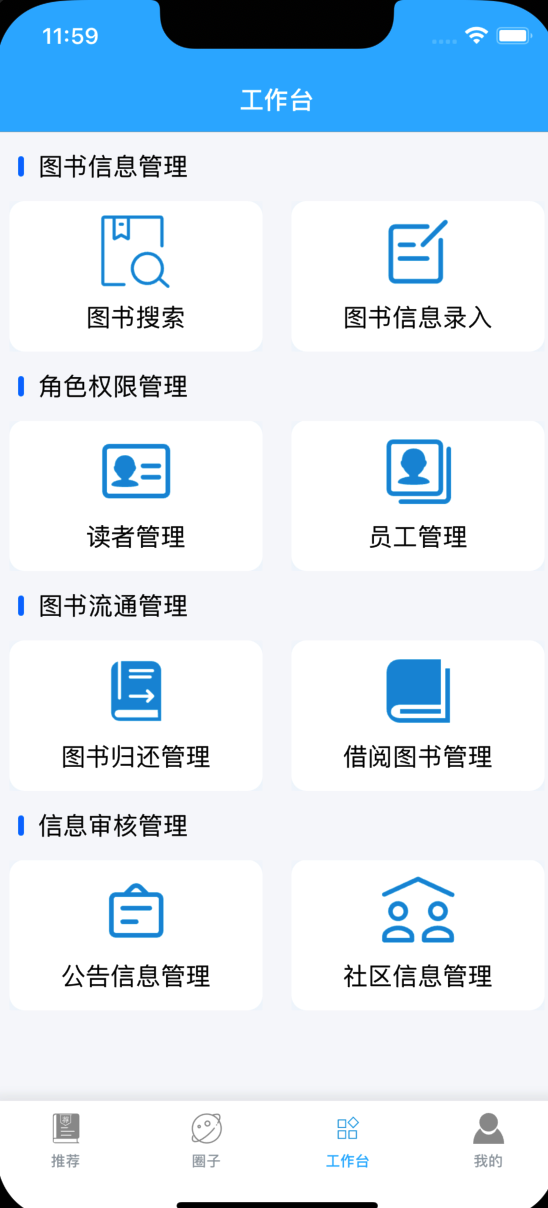 11:59
工作台
图书信息管理
图书搜索
图书信息录入
角色权限管理
读者管理
员工管理
图书流通管理
图书归还管理
借阅图书管理
信息审核管理
公告信息管理
社区信息管理
推荐
圈子
工作台
我的